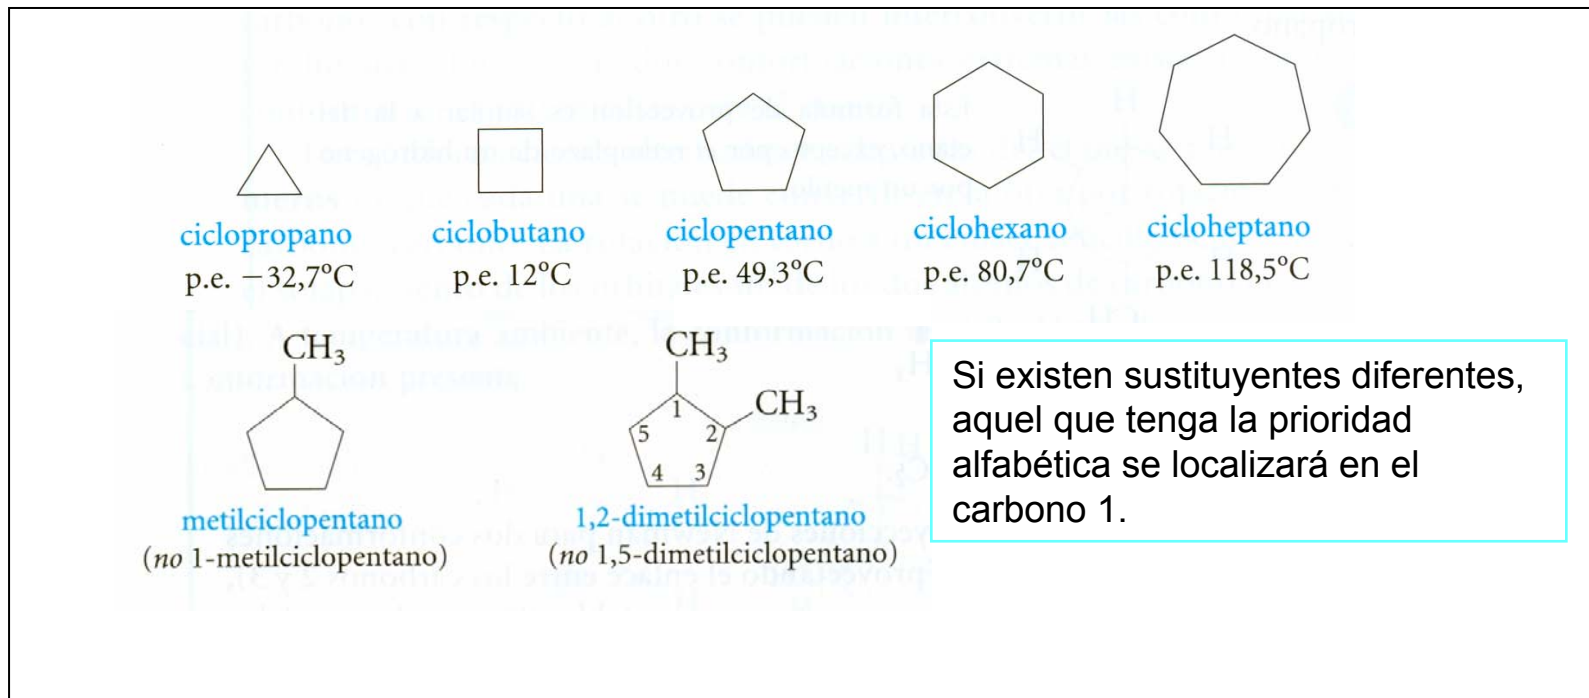 ciclopropano
p.e. −32,7°C
ciclobutano
p.e. 12°C
ciclopentano
p.e. 49,3°C
ciclohexano
p.e. 80,7°C
cicloheptano
p.e. 118,5°C
CH₃
metilciclopentano
(no 1-metilciclopentano)
CH₃
CH₃
1
2
3
4
5
1,2-dimetilciclopentano
(no 1,5-dimetilciclopentano)
Si existen sustituyentes diferentes,
aquel que tenga la prioridad
alfabética se localizará en el
carbono 1.